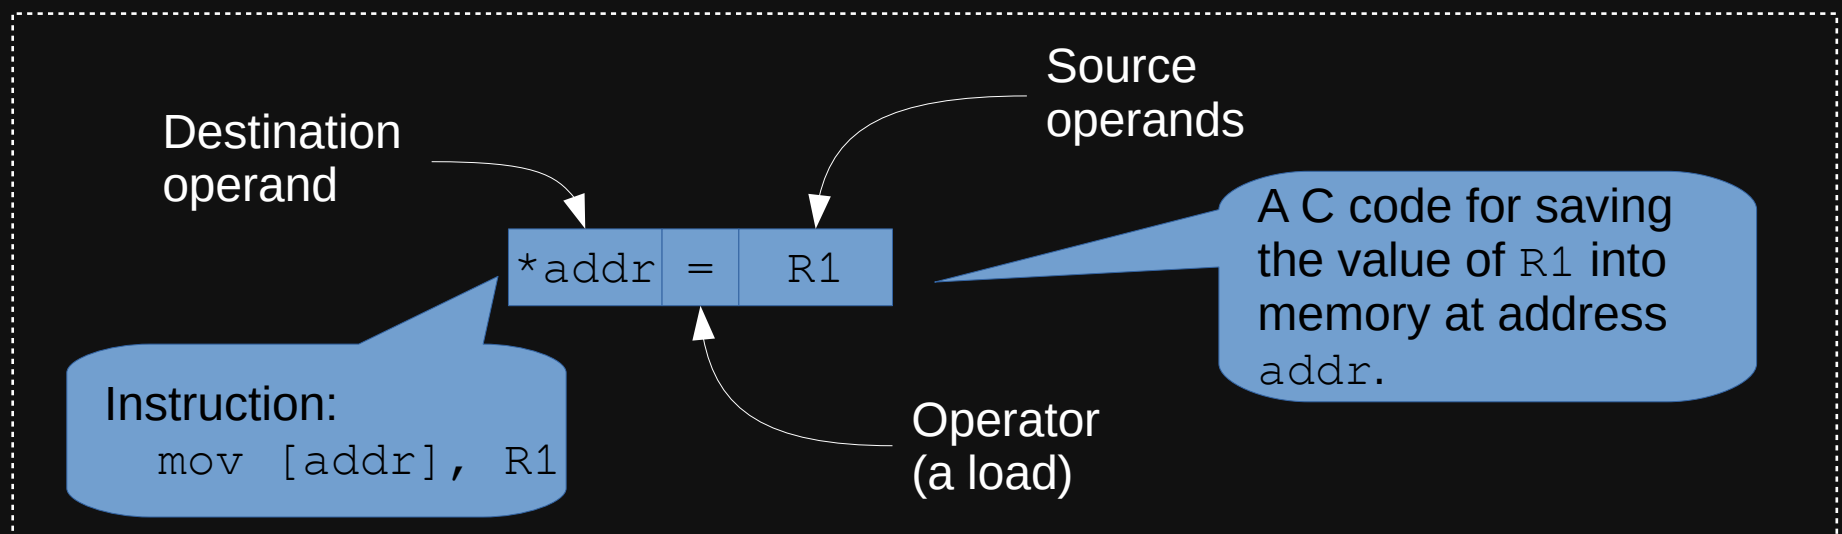 Source
operands
Destination
operand
A C code for saving
the value of R1 into
memory at address
addr.
*addr = R1
Instruction:
mov [addr], R1
Operator
(a load)